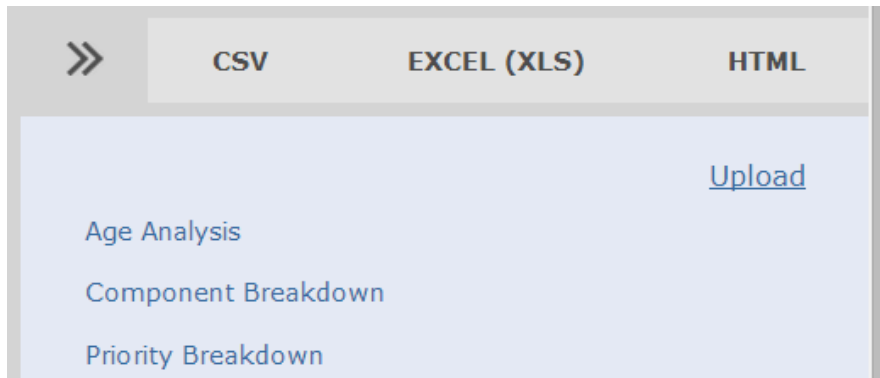 CSV EXCEL (XLS) HTML
Upload
Age Analysis
Component Breakdown
Priority Breakdown